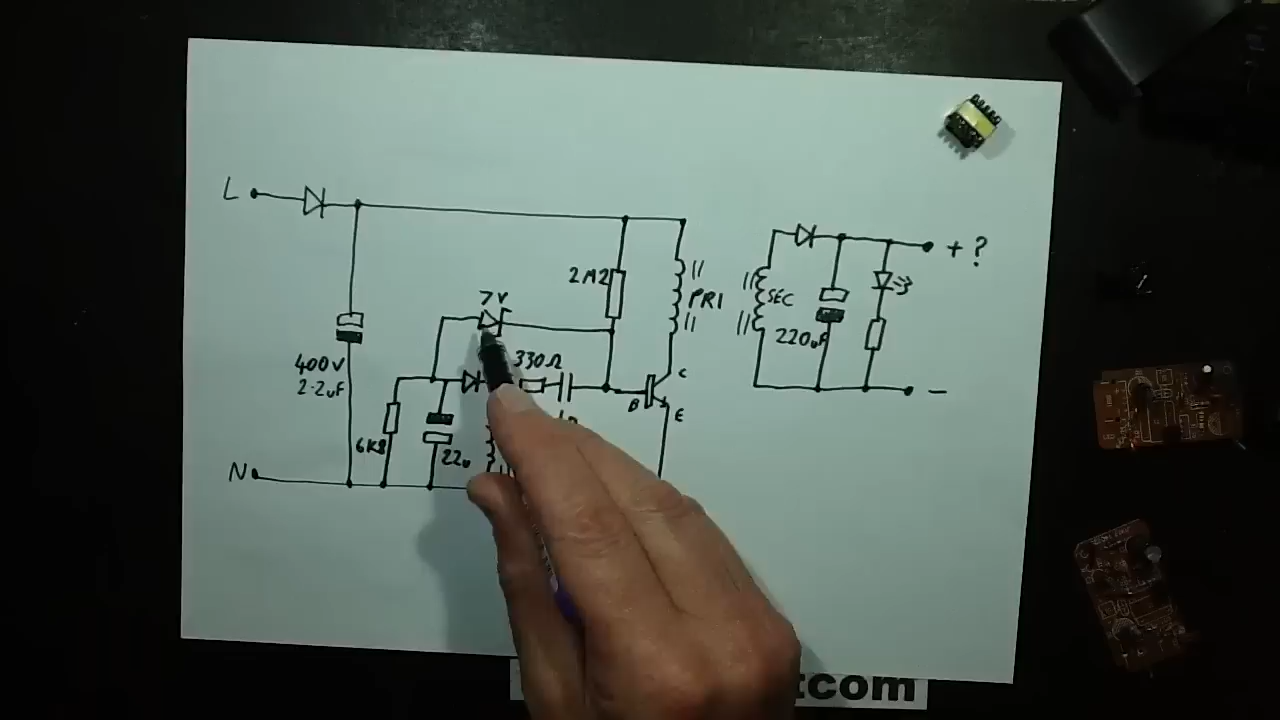 L
+ ?
2M2
PRI
SEC
7V
220uF
330Ω
400V
2.2uF
C
B
E
6K8
22u
N
-
tcom